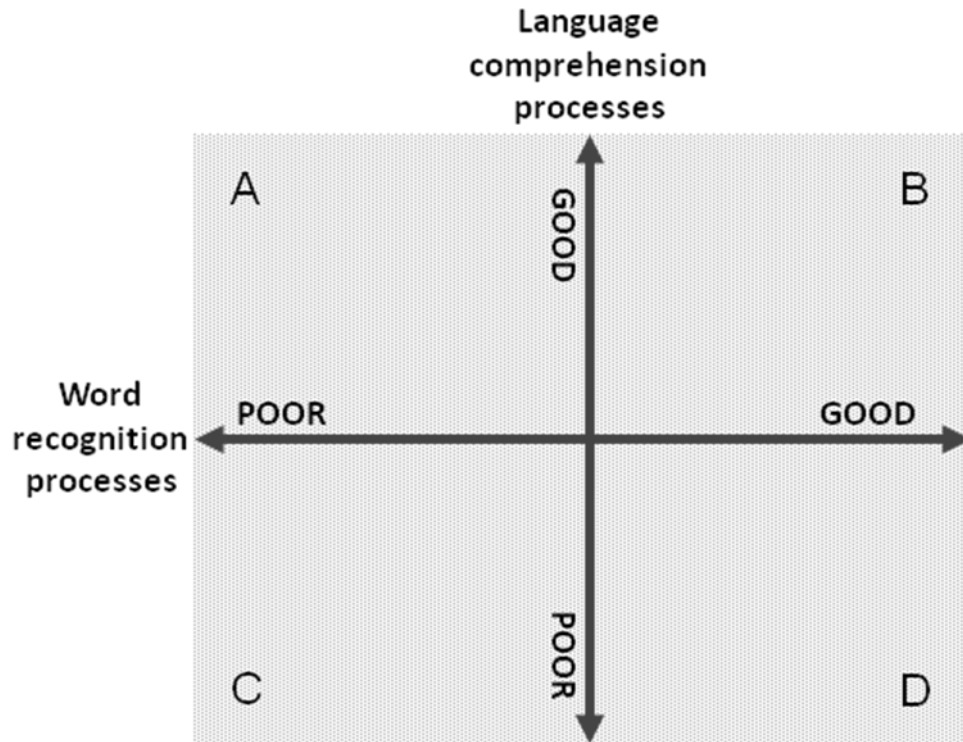 Language
comprehension
processes
A
B
GOOD
Word
recognition
processes
POOR
GOOD
POOR
C
D